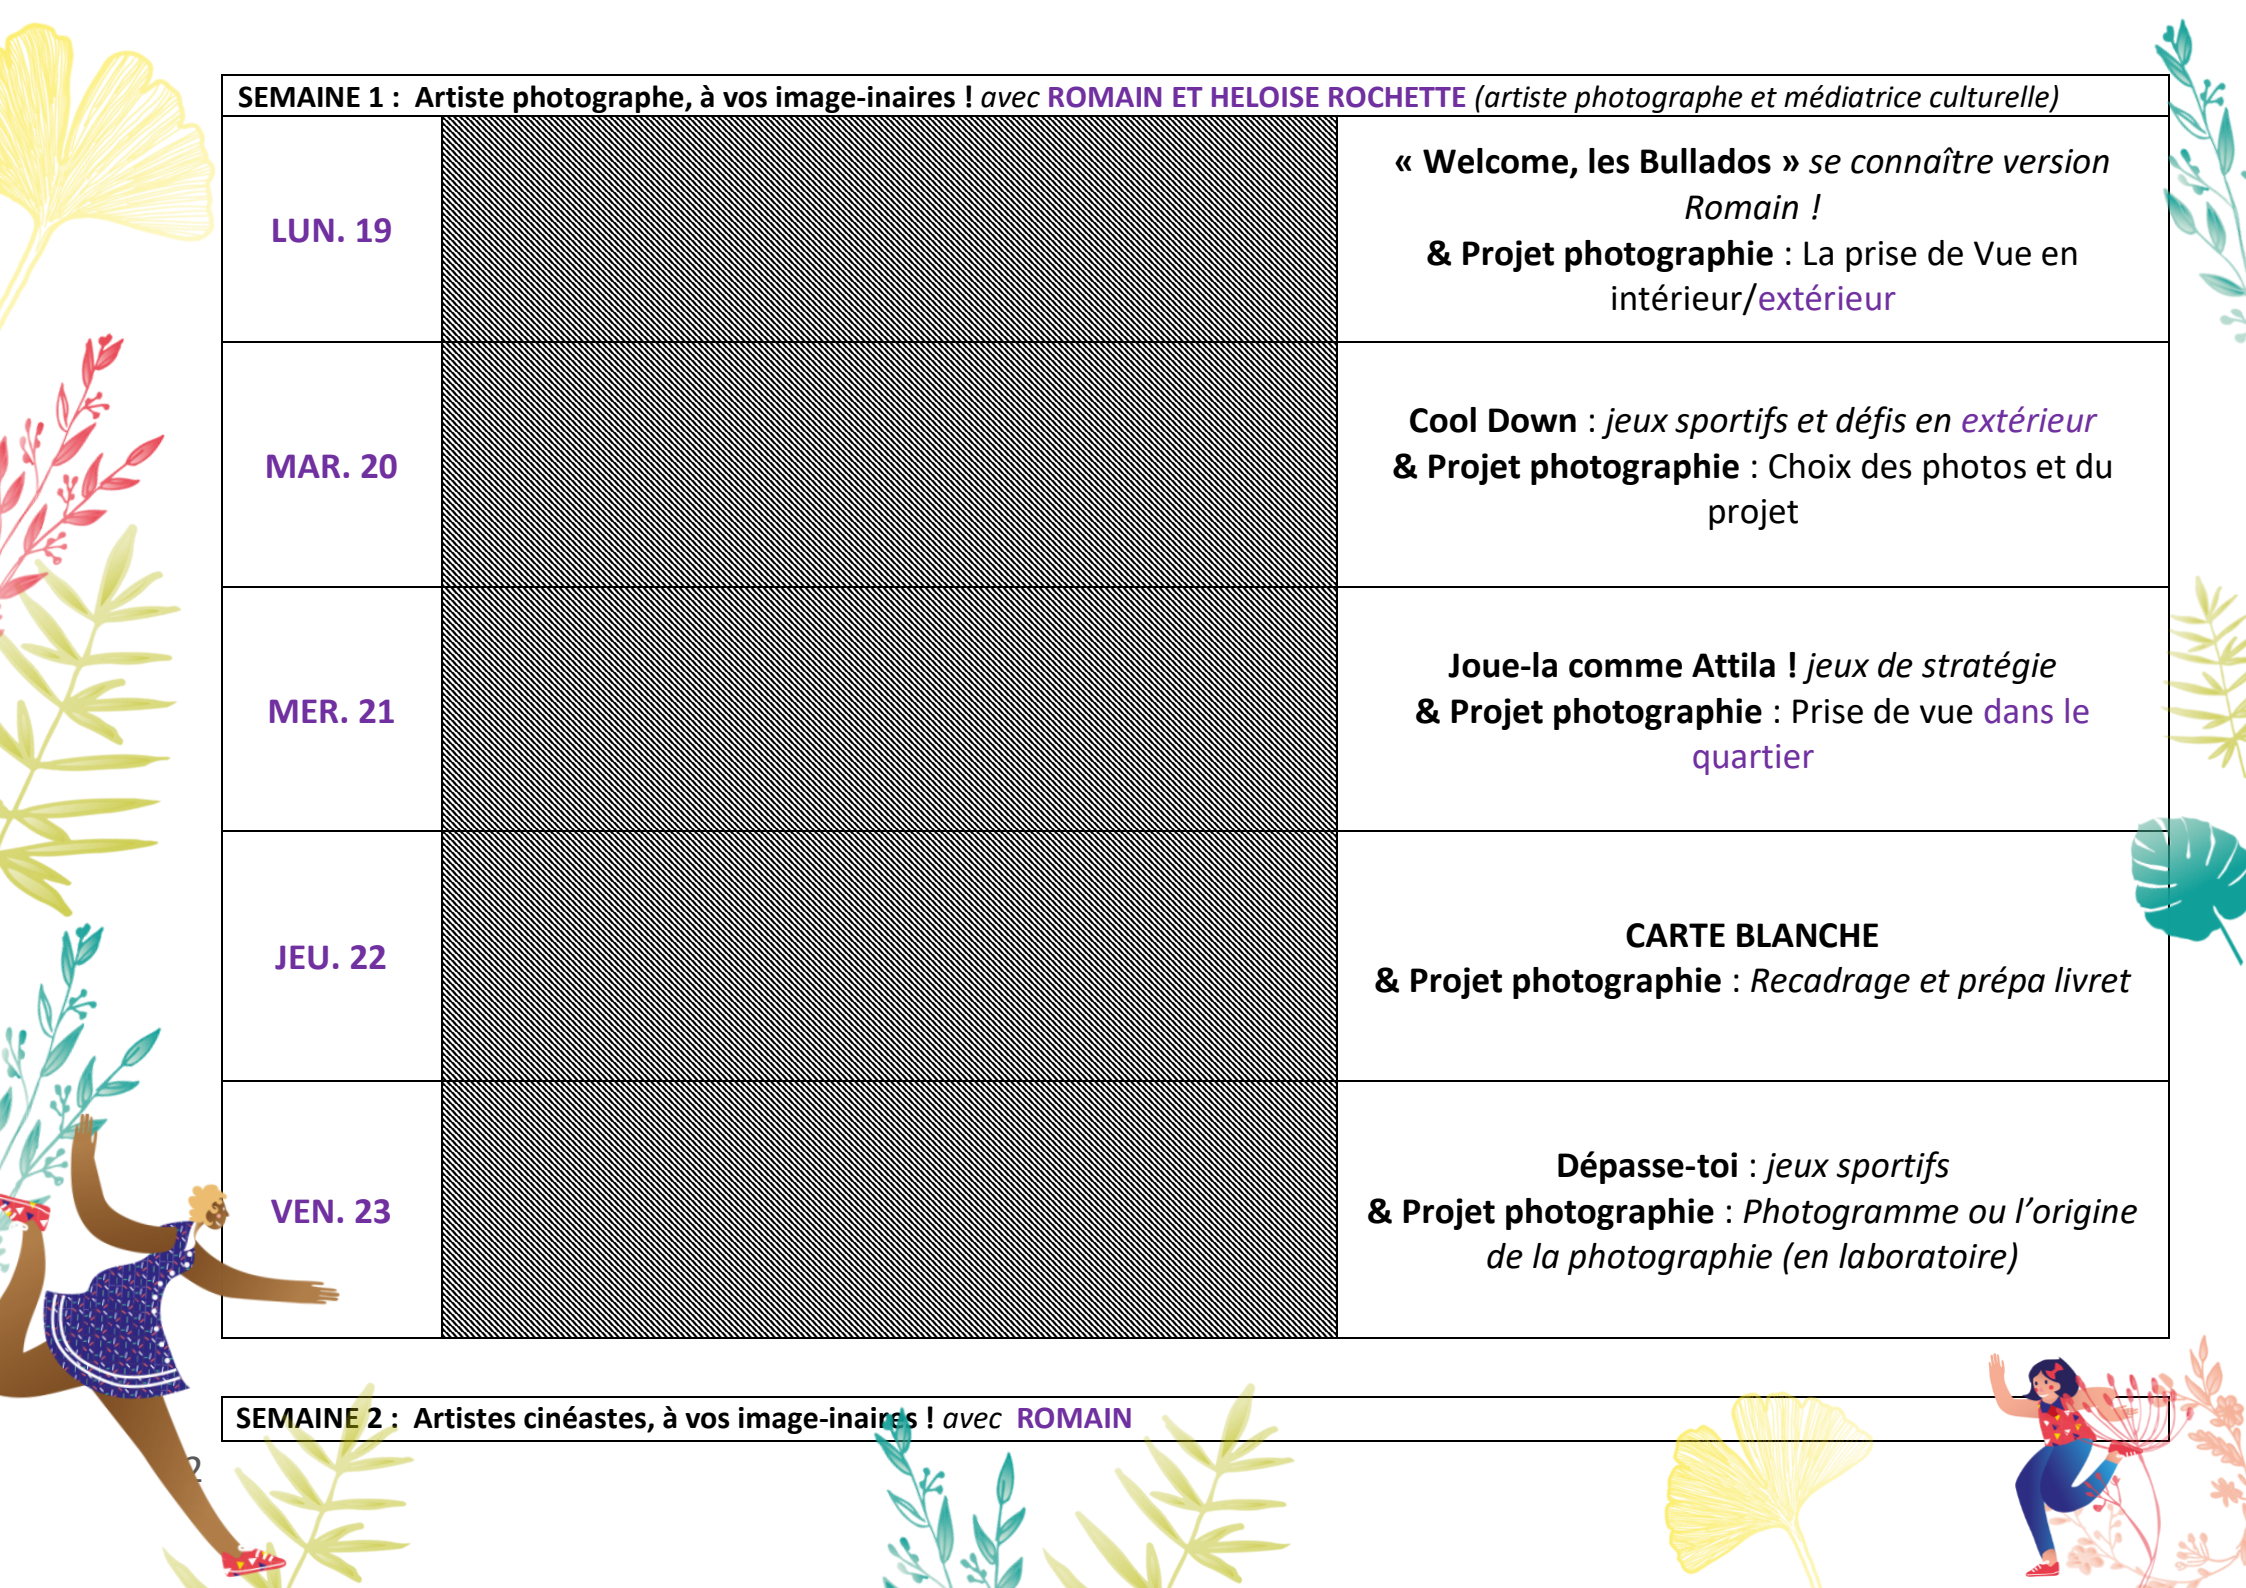 SEMAINE 1 : Artiste photographe, à vos image-inaires ! avec ROMAIN ET HELOISE ROCHETTE (artiste photographe et médiatrice culturelle)
LUN. 19
« Welcome, les Bullados » se connaître version
Romain !
& Projet photographie : La prise de Vue en
intérieur/extérieur
MAR. 20
Cool Down : jeux sportifs et défis en extérieur
& Projet photographie : Choix des photos et du
projet
MER. 21
Joue-la comme Attila ! jeux de stratégie
& Projet photographie : Prise de vue dans le
quartier
JEU. 22
CARTE BLANCHE
& Projet photographie : Recadrage et prépa livret
VEN. 23
Dépasse-toi : jeux sportifs
& Projet photographie : Photogramme ou l’origine
de la photographie (en laboratoire)
SEMAINE 2 : Artistes cinéastes, à vos image-inaires ! avec ROMAIN
2